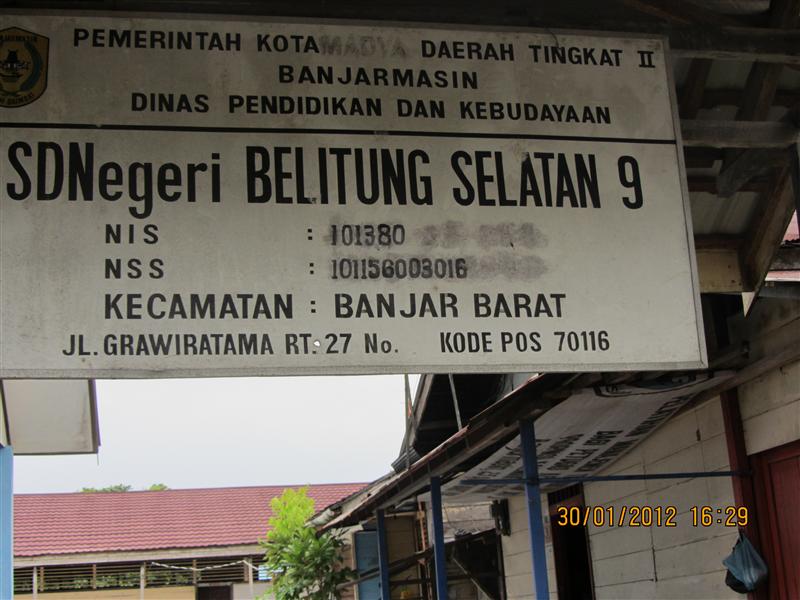 PEMERINTAH KOTAMADYA DAERAH TINGKAT II
BANJARMASIN
DINAS PENDIDIKAN DAN KEBUDAYAAN
SDNegeri BELITUNG SELATAN 9
NIS : 101380
NSS : 101156003016
KECAMATAN : BANJAR BARAT
JL. GRAWIRATAMA RT. 27 No. KODE POS 70116
30/01/2012 16:29